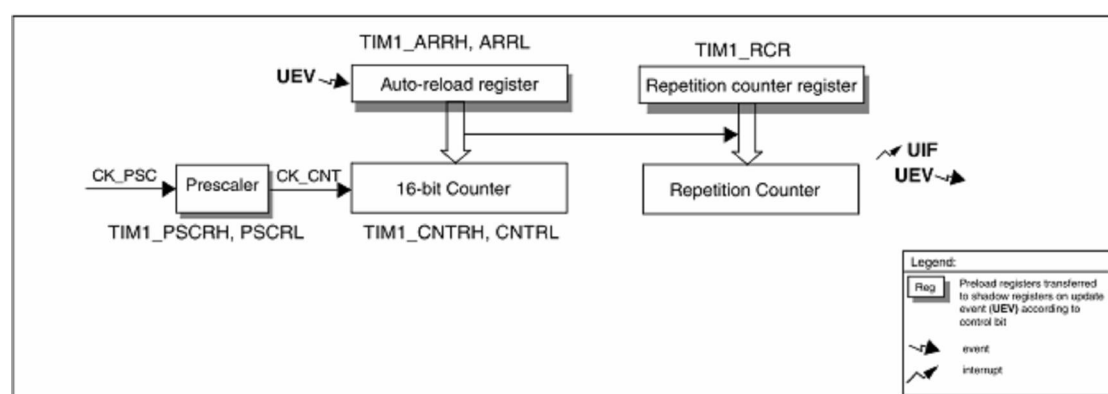 TIM1_ARRH, ARRL
TIM1_RCR
UEV
Auto-reload register
Repetition counter register
UIF
UEV
CK_PSC
Prescaler
CK_CNT
16-bit Counter
Repetition Counter
TIM1_PSCRH, PSCRL
TIM1_CNTRH, CNTRL
Legend:
Reg
Preload registers transferred
to shadow registers on update
event (UEV) according to
control bit
event
interrupt